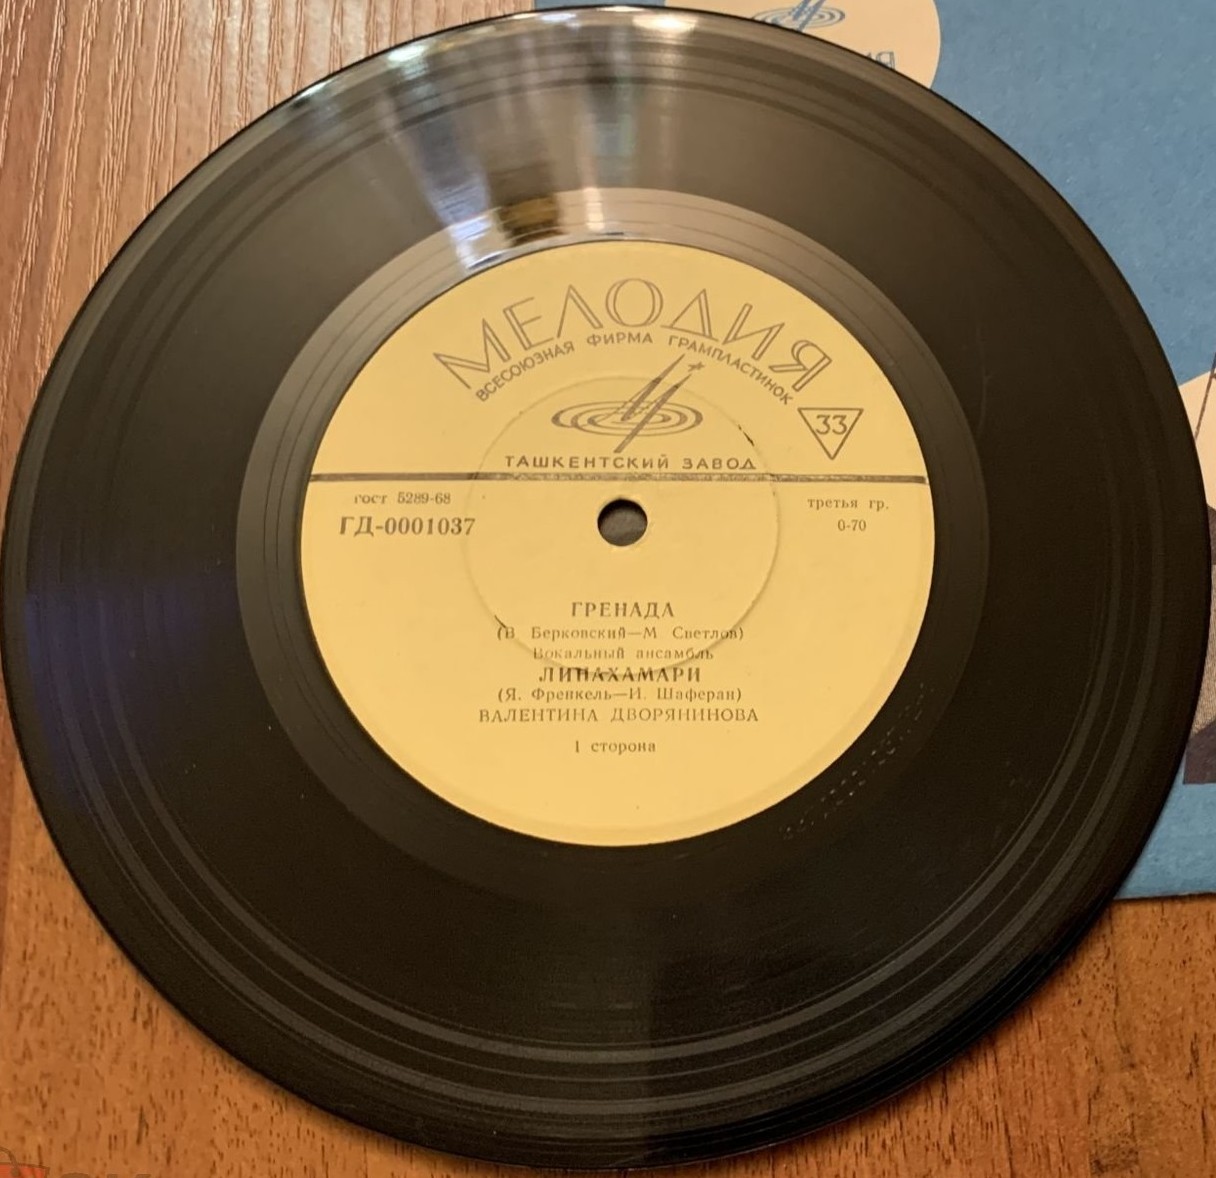 МЕЛОДИЯ
ВСЕСОЮЗНАЯ ФИРМА ГРАМПЛАСТИНОК
33
ТАШКЕНТСКИЙ ЗАВОД
гост 5289-68
третья гр.
ГД-0001037
0-70
ГРЕНАДА
(В Берковский—М Светлов)
Вокальный ансамбль
ЛИНАХАМАРИ
(Я. Френкель—И. Шаферан)
ВАЛЕНТИНА ДВОРЯНИНОВА
1 сторона